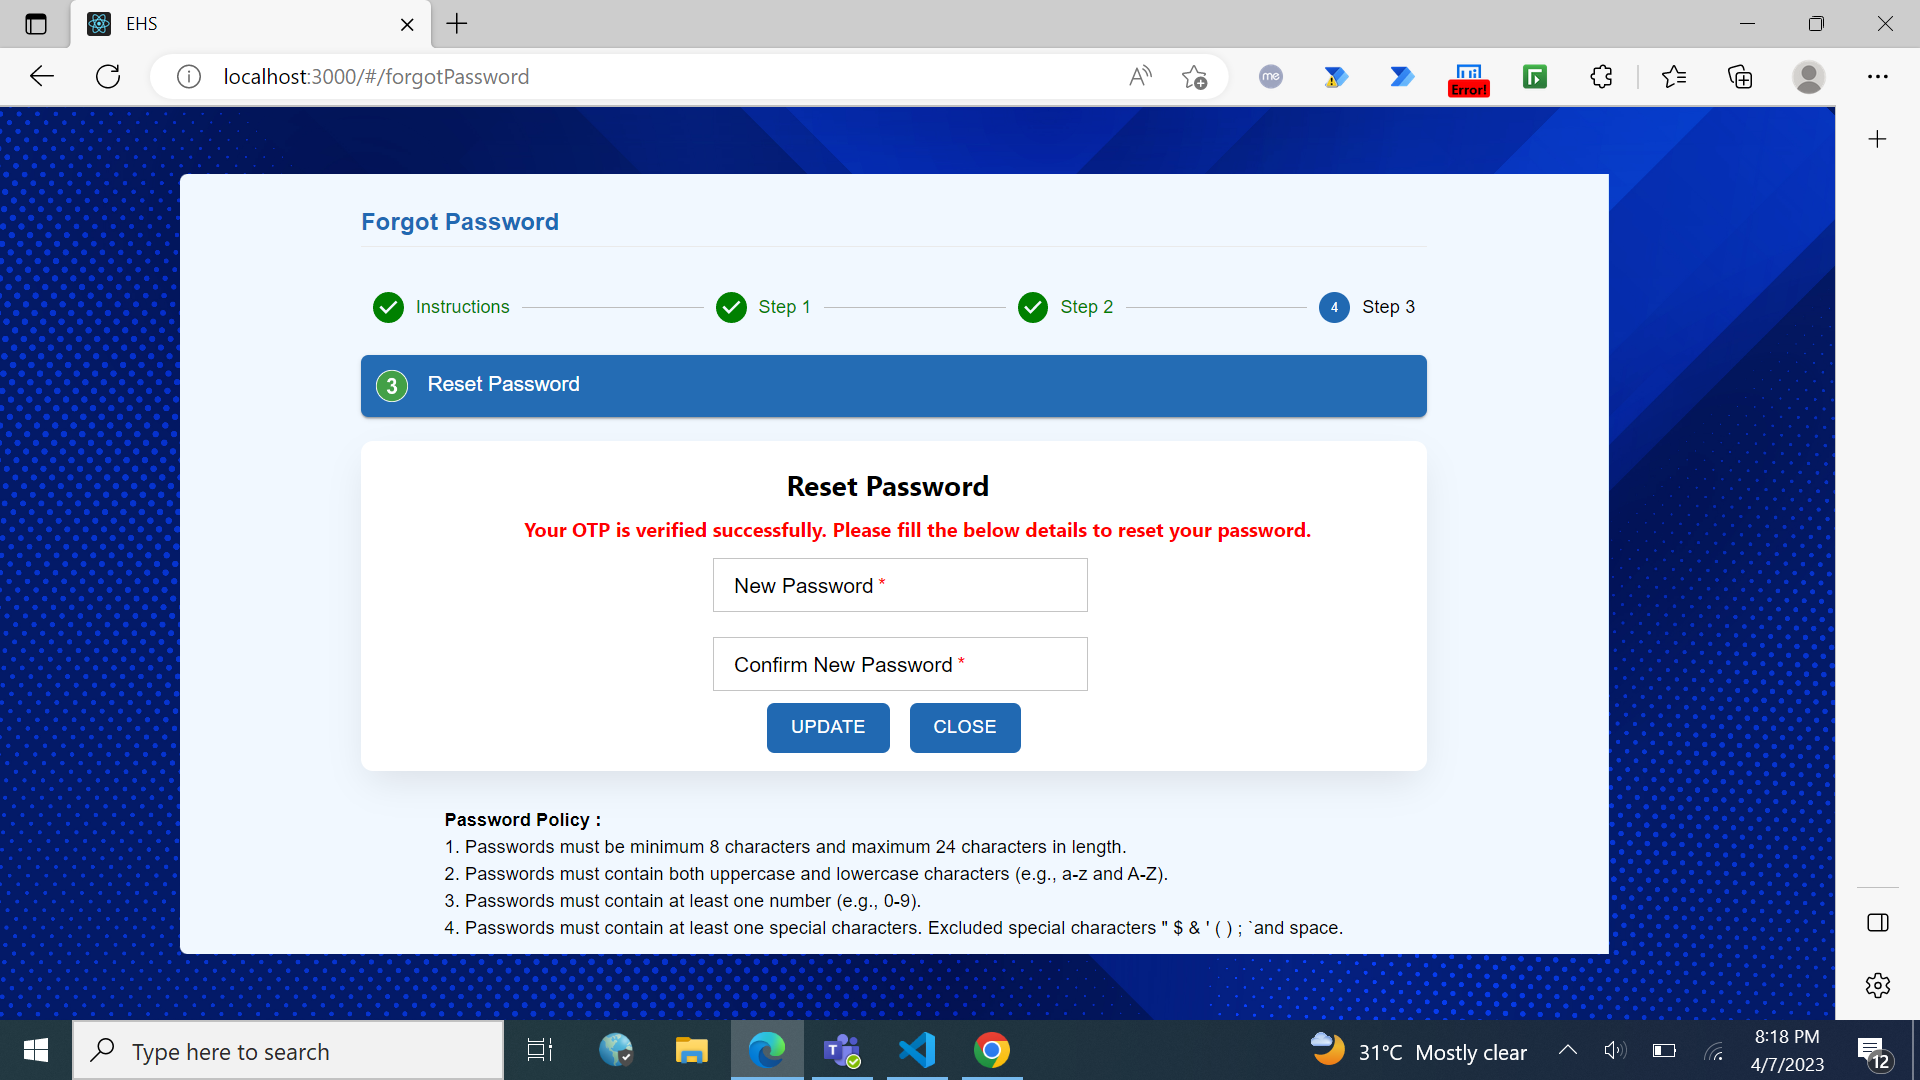 EHS
localhost:3000/#/forgotPassword
me
Error!
Forgot Password
Instructions
Step 1
Step 2
4 Step 3
3 Reset Password
Reset Password
Your OTP is verified successfully. Please fill the below details to reset your password.
New Password *
Confirm New Password *
UPDATE CLOSE
Password Policy :
1. Passwords must be minimum 8 characters and maximum 24 characters in length.
2. Passwords must contain both uppercase and lowercase characters (e.g., a-z and A-Z).
3. Passwords must contain at least one number (e.g., 0-9).
4. Passwords must contain at least one special characters. Excluded special characters " $ & ' ( ) ; `and space.
Type here to search
31°C Mostly clear
8:18 PM
4/7/2023
12